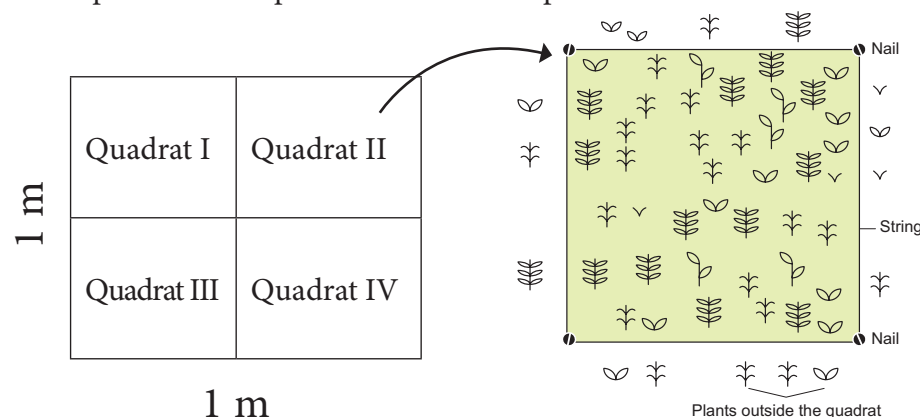 Nail
Quadrat I
Quadrat II
1 m
String
Quadrat III
Quadrat IV
Nail
1 m
Plants outside the quadrat